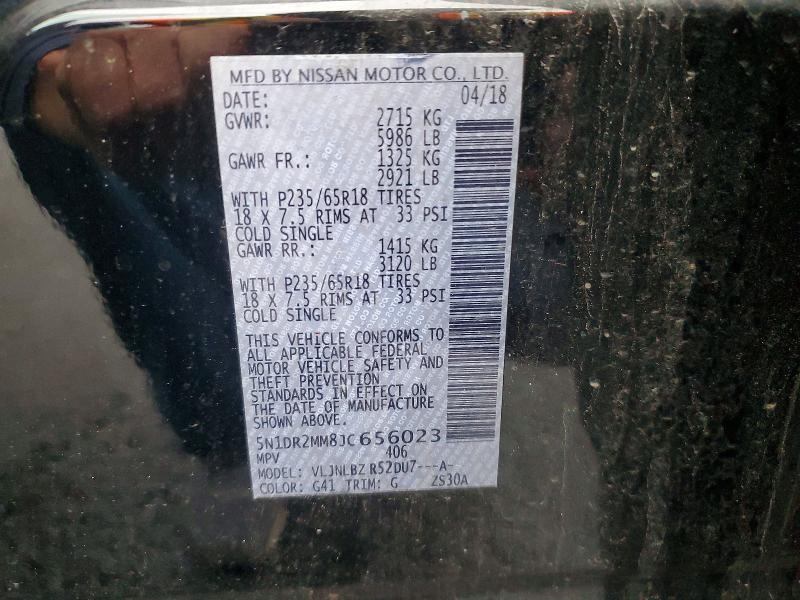 MFD BY NISSAN MOTOR CO., LTD.
DATE: 04/18
GVWR: 2715 KG
5986 LB
GAWR FR.: 1325 KG
2921 LB
WITH P235/65R18 TIRES
18 X 7.5 RIMS AT 33 PSI
COLD SINGLE
GAWR RR.: 1415 KG
3120 LB
WITH P235/65R18 TIRES
18 X 7.5 RIMS AT 33 PSI
COLD SINGLE
THIS VEHICLE CONFORMS TO
ALL APPLICABLE FEDERAL
MOTOR VEHICLE SAFETY AND
THEFT PREVENTION
STANDARDS IN EFFECT ON
THE DATE OF MANUFACTURE
SHOWN ABOVE.
5N1DR2MM8JC656023
MPV 406
MODEL: VLJNLBZ R52DU7---A-
COLOR: G41 TRIM: G ZS30A